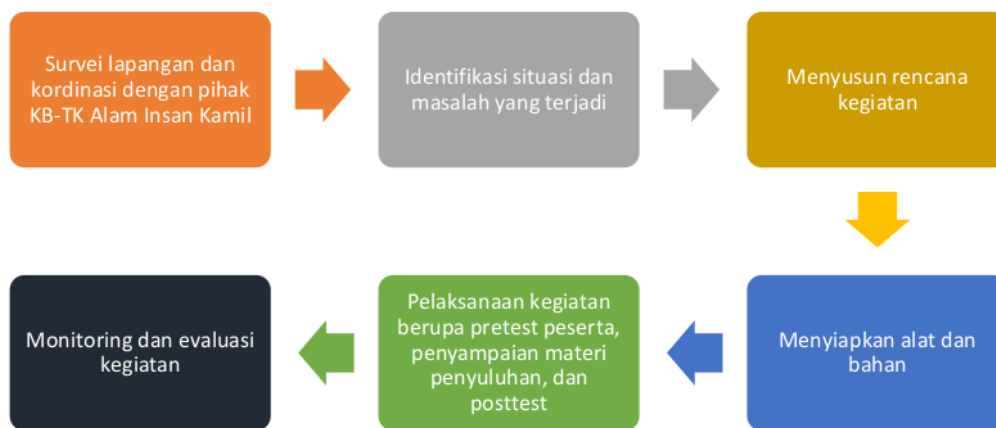 Survei lapangan dan
kordinasi dengan pihak
KB-TK Alam Insan Kamil
Identifikasi situasi dan
masalah yang terjadi
Menyusun rencana
kegiatan
Menyiapkan alat dan
bahan
Pelaksanaan kegiatan
berupa pretest peserta,
penyampaian materi
penyuluhan, dan
posttest
Monitoring dan evaluasi
kegiatan